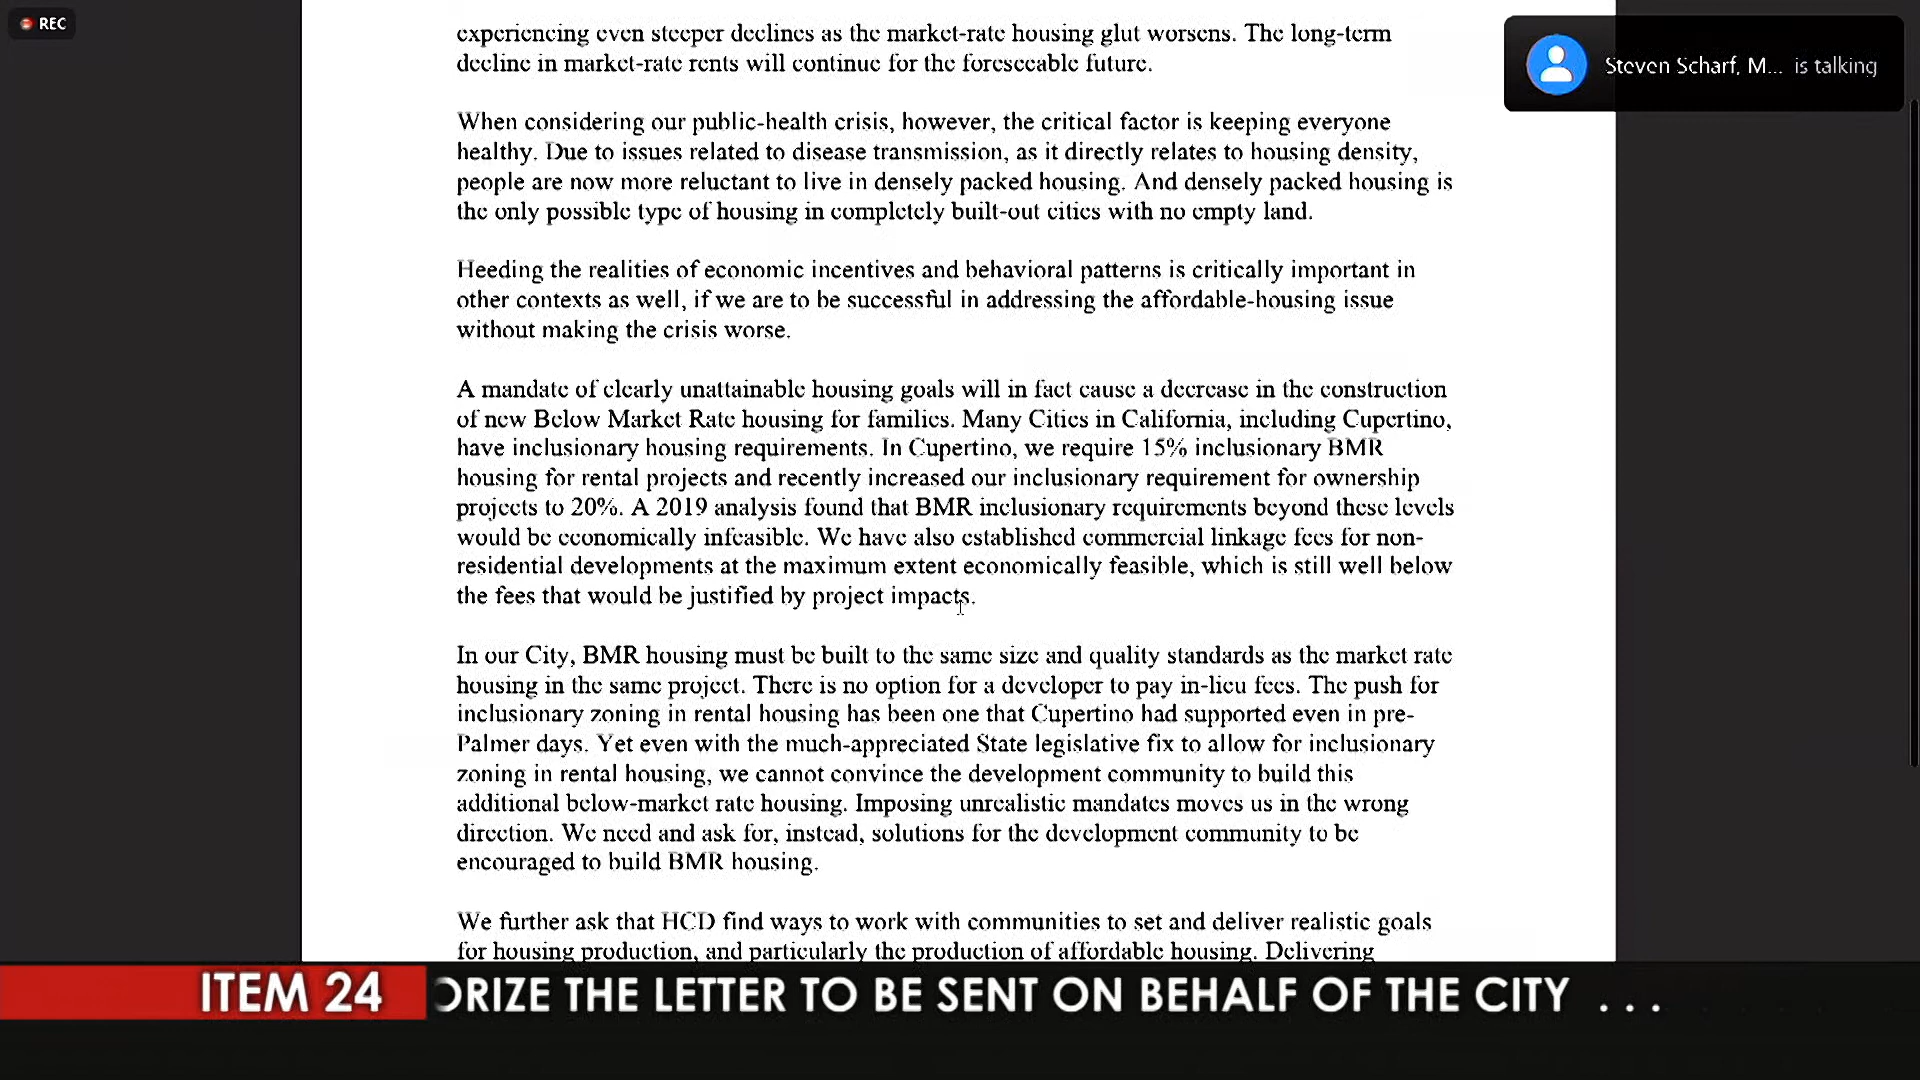 REC
Steven Scharf, M... is talking
experiencing even steeper declines as the market-rate housing glut worsens. The long-term
decline in market-rate rents will continue for the foreseeable future.
When considering our public-health crisis, however, the critical factor is keeping everyone
healthy. Due to issues related to disease transmission, as it directly relates to housing density,
people are now more reluctant to live in densely packed housing. And densely packed housing is
the only possible type of housing in completely built-out cities with no empty land.
Heeding the realities of economic incentives and behavioral patterns is critically important in
other contexts as well, if we are to be successful in addressing the affordable-housing issue
without making the crisis worse.
A mandate of clearly unattainable housing goals will in fact cause a decrease in the construction
of new Below Market Rate housing for families. Many Cities in California, including Cupertino,
have inclusionary housing requirements. In Cupertino, we require 15% inclusionary BMR
housing for rental projects and recently increased our inclusionary requirement for ownership
projects to 20%. A 2019 analysis found that BMR inclusionary requirements beyond these levels
would be economically infeasible. We have also established commercial linkage fees for non-
residential developments at the maximum extent economically feasible, which is still well below
the fees that would be justified by project impacts.
In our City, BMR housing must be built to the same size and quality standards as the market rate
housing in the same project. There is no option for a developer to pay in-lieu fees. The push for
inclusionary zoning in rental housing has been one that Cupertino had supported even in pre-
Palmer days. Yet even with the much-appreciated State legislative fix to allow for inclusionary
zoning in rental housing, we cannot convince the development community to build this
additional below-market rate housing. Imposing unrealistic mandates moves us in the wrong
direction. We need and ask for, instead, solutions for the development community to be
encouraged to build BMR housing.
We further ask that HCD find ways to work with communities to set and deliver realistic goals
for housing production, and particularly the production of affordable housing. Delivering
ITEM 24
ORIZE THE LETTER TO BE SENT ON BEHALF OF THE CITY ...